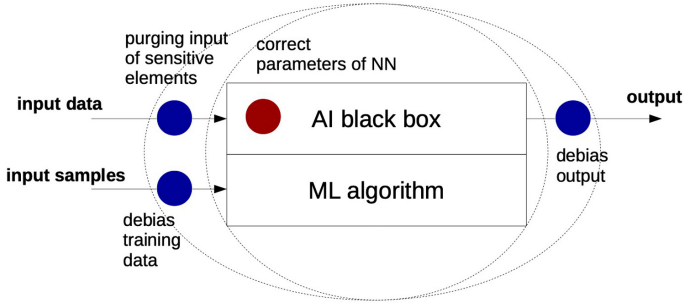 purging input
of sensitive
elements
correct
parameters of NN
input data
AI black box
output
input samples
ML algorithm
debias
output
debias
training
data